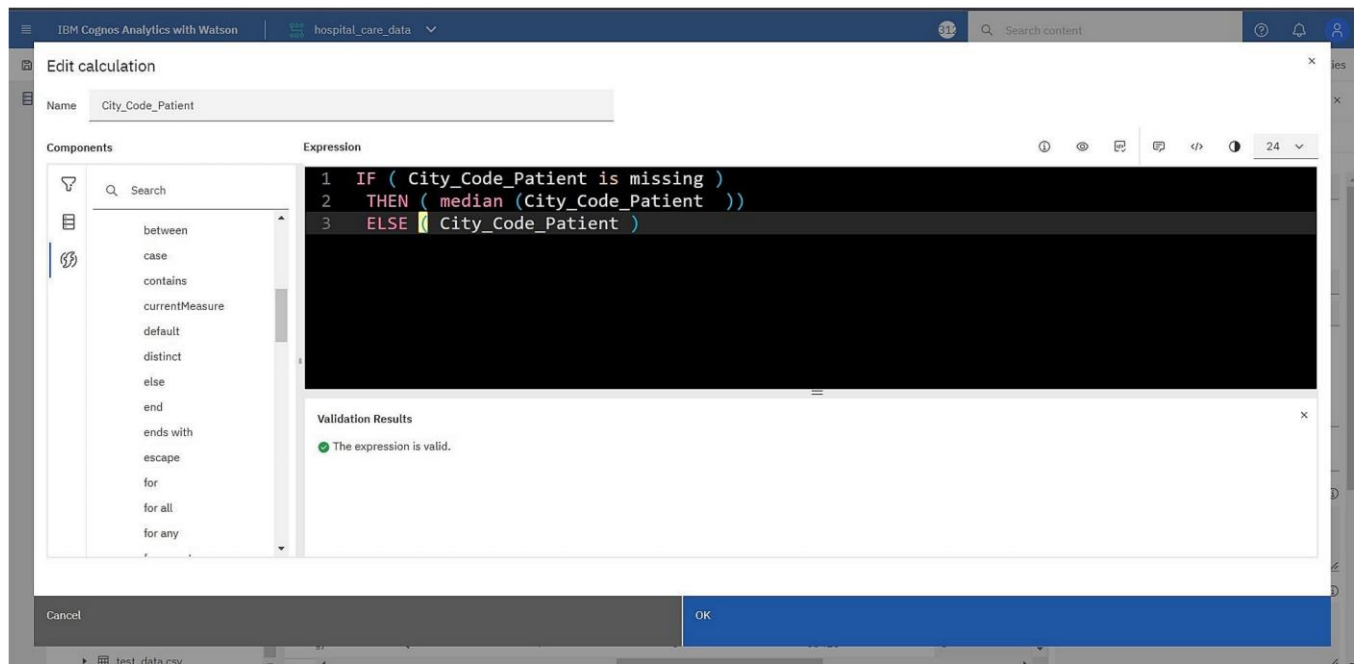 IBM Cognos Analytics with Watson
hospital_care_data
Search content
Edit calculation
ies
Name
City_Code_Patient
Components
Expression
24
Search
between
case
contains
currentMeasure
default
distinct
else
end
ends with
escape
for
for all
for any
1 IF ( City_Code_Patient is missing )
2 THEN ( median (City_Code_Patient ))
3 ELSE ( City_Code_Patient )
Validation Results
The expression is valid.
Cancel
OK
test_data.csv